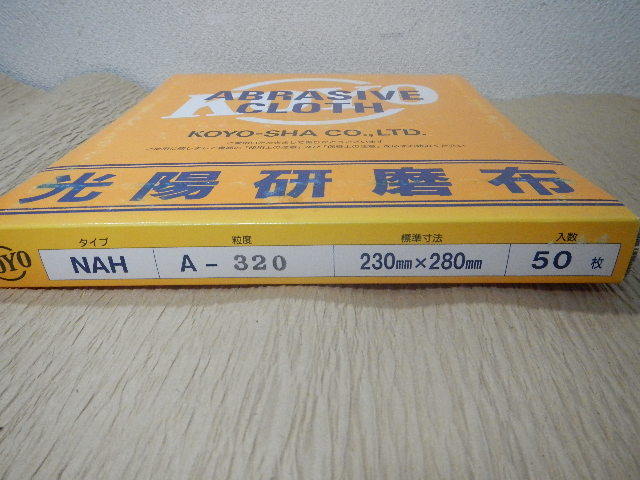 ABRASIVE
CLOTH
KOYO-SHA CO.,LTD.
光陽研磨布
KOYO
タイプ 粒度 標準寸法 入数
NAH A-320 230mm×280mm 50枚